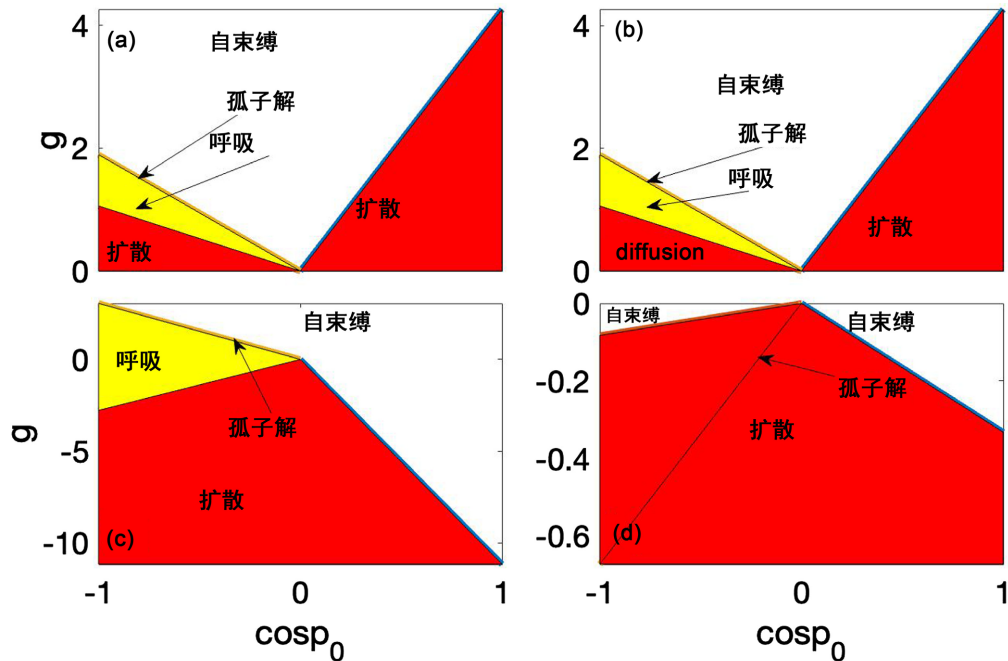 (a)
自束缚
孤子解
呼吸
扩散
扩散
g
4
2
0
(b)
自束缚
孤子解
呼吸
扩散
diffusion
4
2
0
自束缚
呼吸
孤子解
扩散
(c)
g
0
-5
-10
-1
0
1
cosp0
自束缚
自束缚
孤子解
扩散
(d)
0
-0.2
-0.4
-0.6
-1
0
1
cosp0